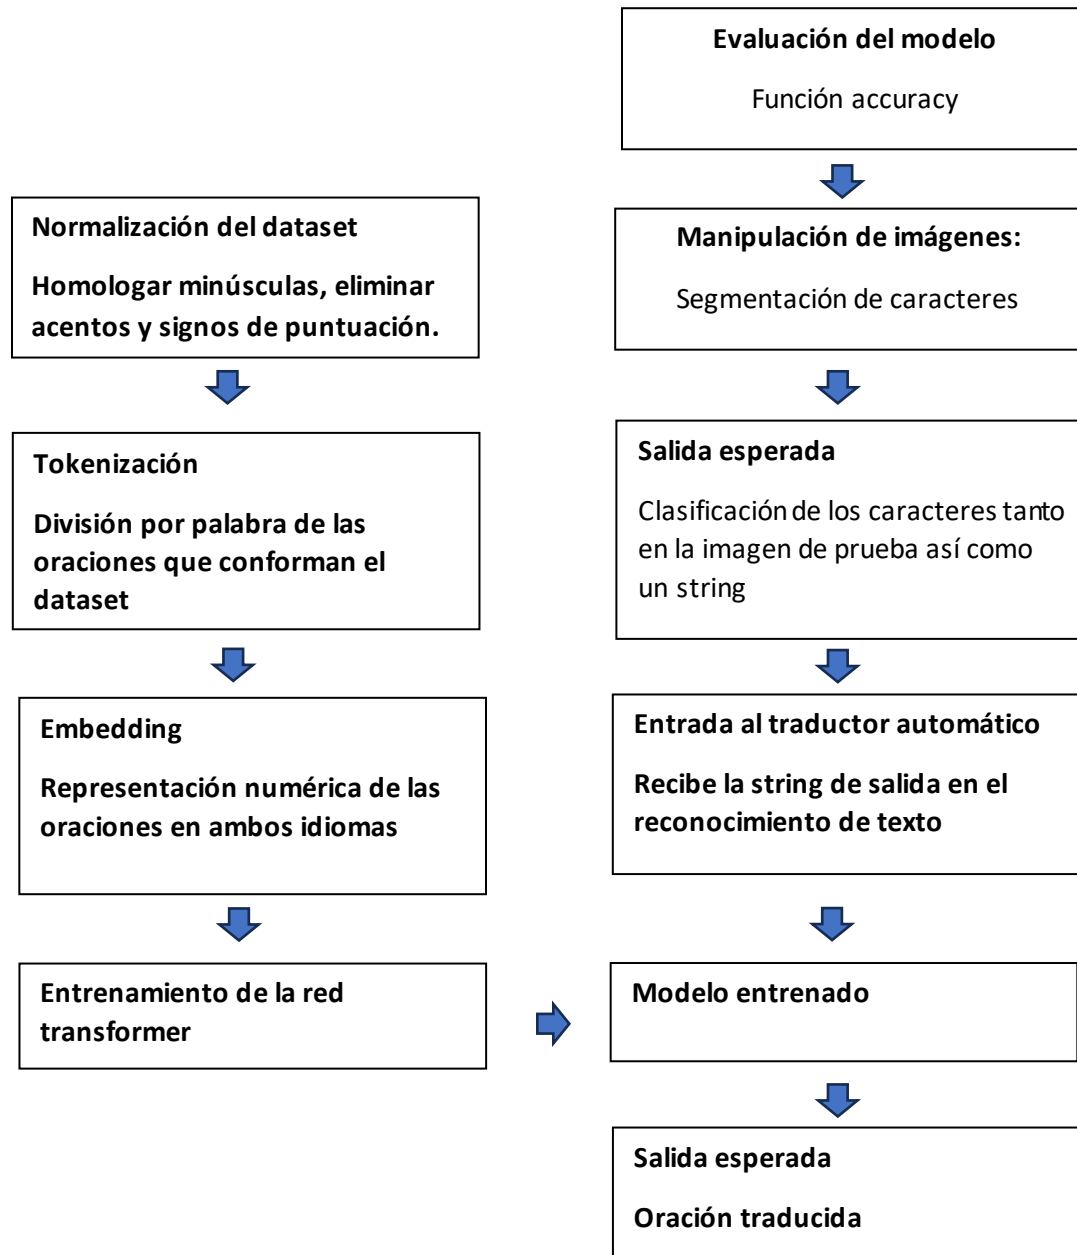 Evaluación del modelo
Función accuracy
Normalización del dataset
Homologar minúsculas, eliminar
acentos y signos de puntuación.
Manipulación de imágenes:
Segmentación de caracteres
Tokenización
División por palabra de las
oraciones que conforman el
dataset
Salida esperada
Clasificación de los caracteres tanto
en la imagen de prueba así como
un string
Embedding
Representación numérica de las
oraciones en ambos idiomas
Entrada al traductor automático
Recibe la string de salida en el
reconocimiento de texto
Entrenamiento de la red
transformer
Modelo entrenado
Salida esperada
Oración traducida